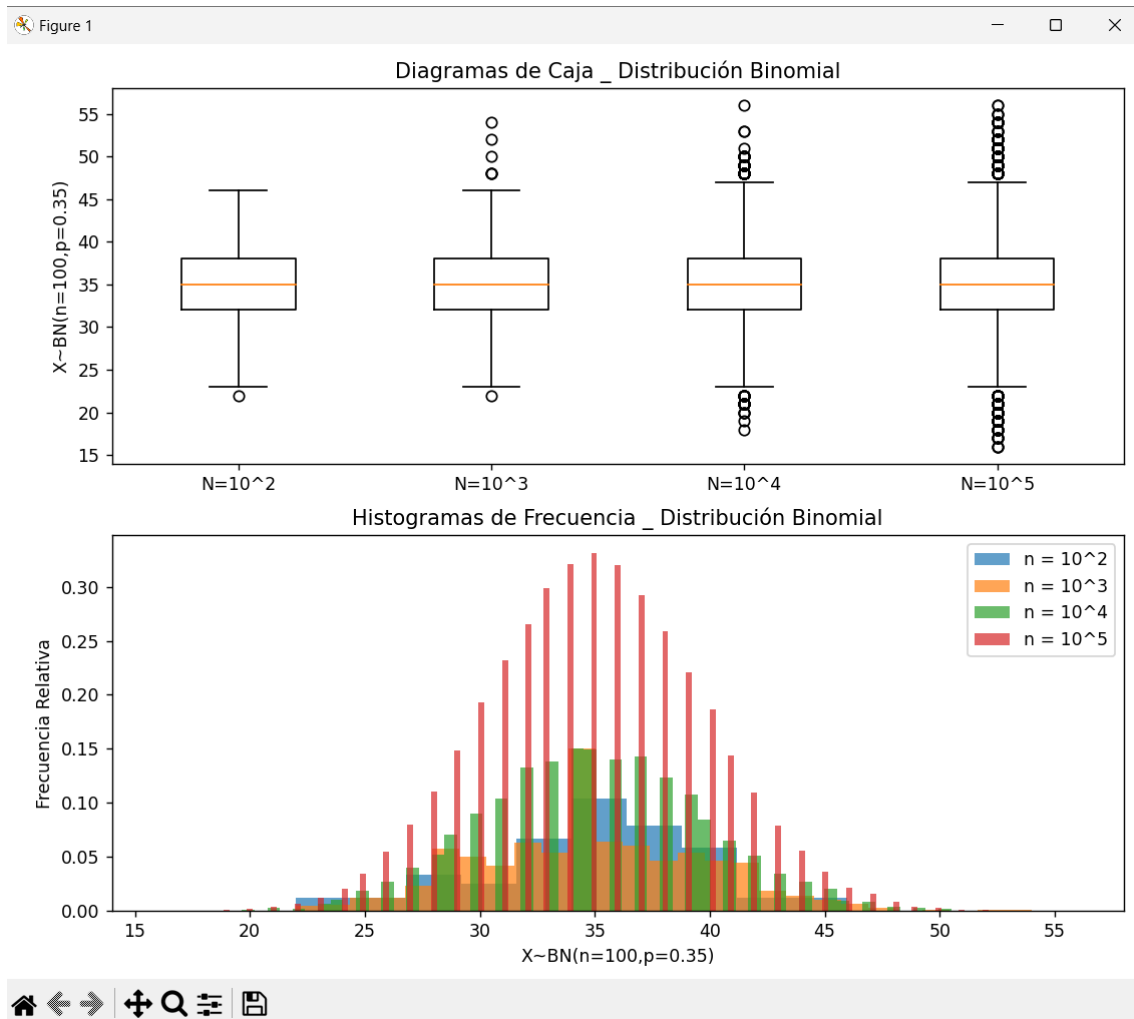 Figure 1
Diagramas de Caja _ Distribución Binomial
X~BN(n=100,p=0.35)
55
50
45
40
35
30
25
20
15
N=10^2 N=10^3 N=10^4 N=10^5
Histogramas de Frecuencia _ Distribución Binomial
n = 10^2
n = 10^3
n = 10^4
n = 10^5
Frecuencia Relativa
0.30
0.25
0.20
0.15
0.10
0.05
0.00
15 20 25 30 35 40 45 50 55
X~BN(n=100,p=0.35)